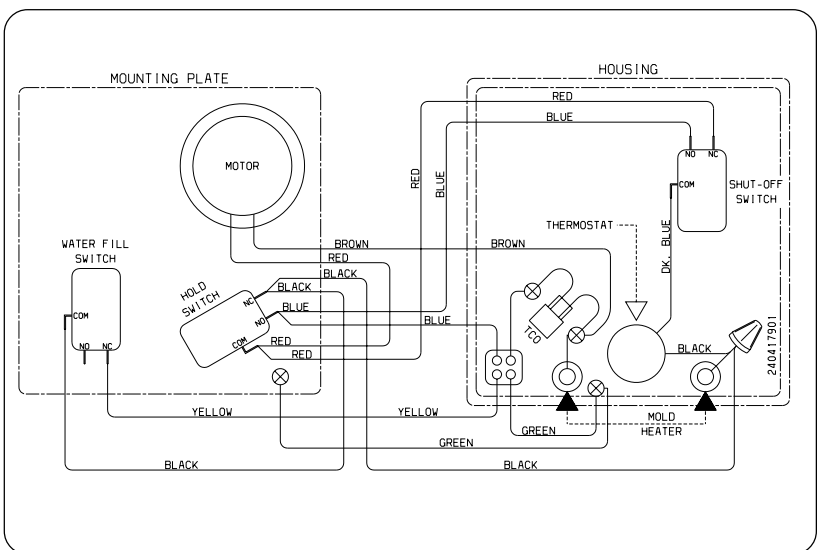 MOUNTING PLATE
HOUSING
RED
BLUE
MOTOR
RED
BLUE
NO
NC
COM
SHUT-OFF
SWITCH
THERMOSTAT
DK. BLUE
WATER FILL
SWITCH
BROWN
BROWN
RED
BLACK
HOLD
SWITCH
NC
BLACK
NO
BLUE
BLUE
COM
COM
RED
RED
NO
NC
TCO
BLACK
240417901
YELLOW
YELLOW
MOLD
HEATER
GREEN
GREEN
BLACK
BLACK